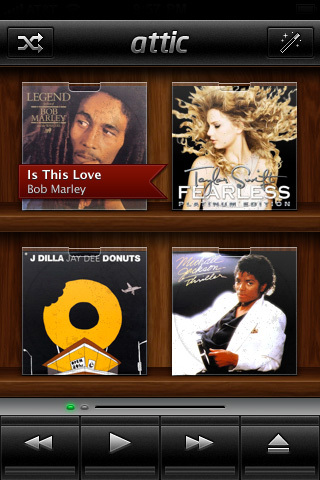 attic
LEGEND
BOB
MARLEY
Is This Love
Bob Marley
Taylor Swift
FEARLESS
PLATINUM EDITION
J DILLA JAY DEE DONUTS
Michael
Jackson
Thriller